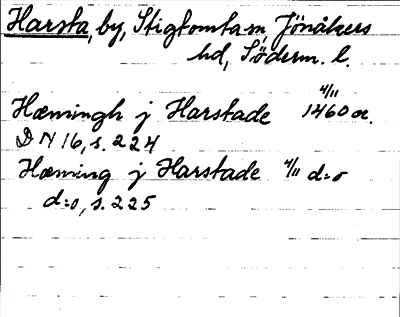 Harsta, by, Stigtomta sn, Jönåkers
hd, Söderm. l.
Hæmingh j Harstade 4/11 1460 or.
DN 16, s. 224
Hæming j Harstade 4/11 d:o
d:o, s. 225